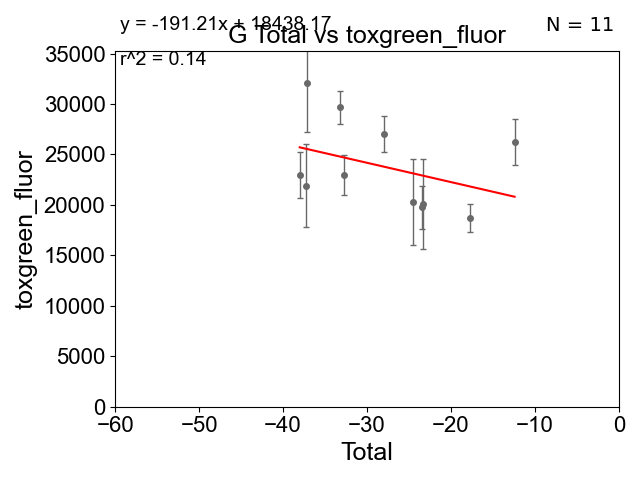 y = -191.21x + 18438.17
G Total vs toxgreen_fluor
N = 11
r^2 = 0.14
35000
30000
25000
20000
15000
10000
5000
0
toxgreen_fluor
−60
−50
−40
−30
−20
−10
0
Total